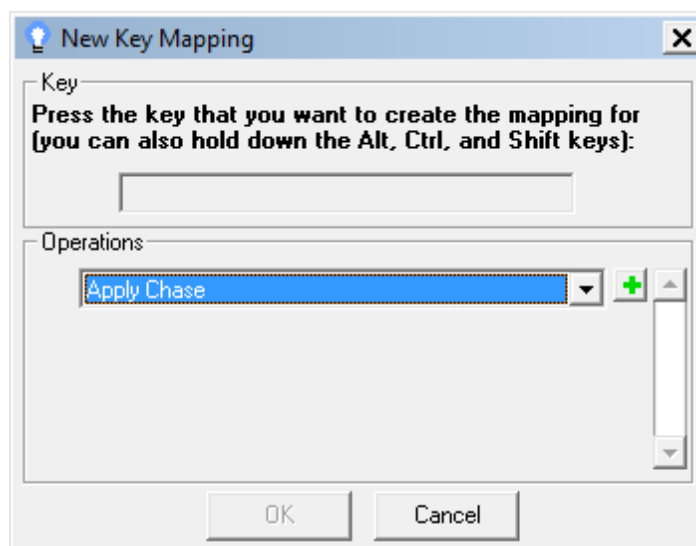 New Key Mapping
Key
Press the key that you want to create the mapping for
(you can also hold down the Alt, Ctrl, and Shift keys):
Operations
Apply Chase
OK
Cancel